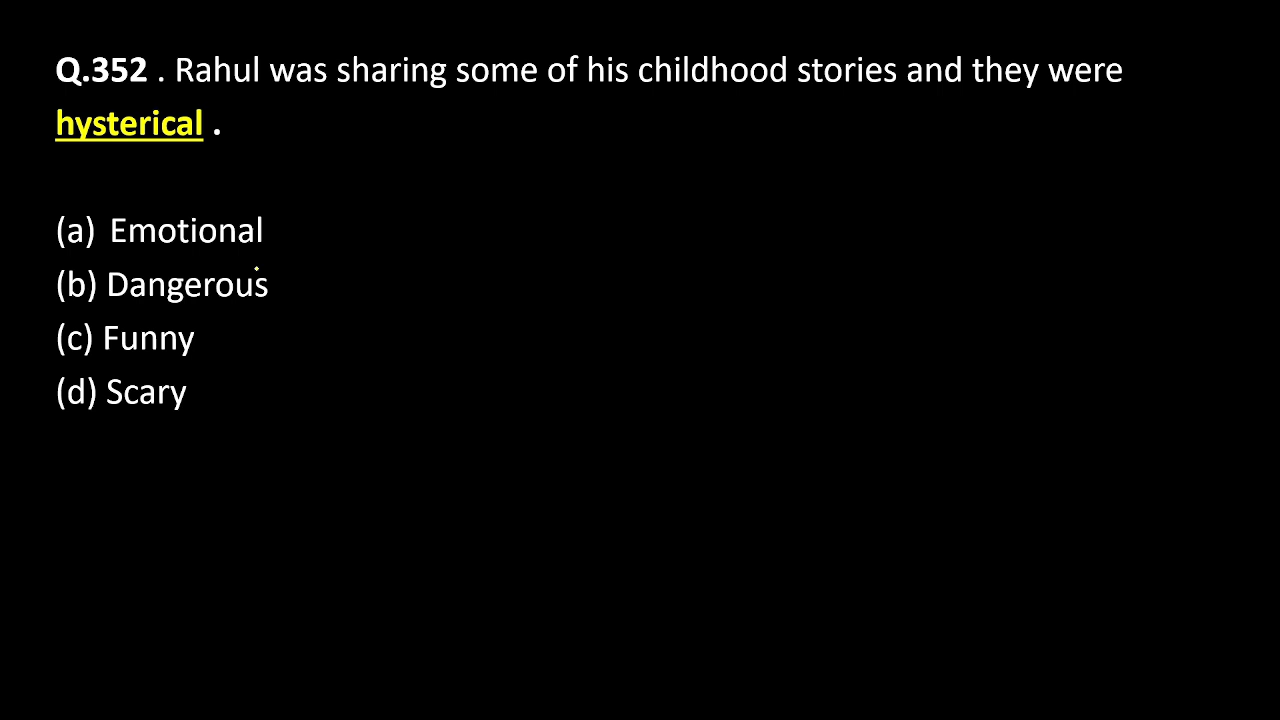 Q.352 . Rahul was sharing some of his childhood stories and they were
hysterical .
(a) Emotional
(b) Dangerous
(c) Funny
(d) Scary